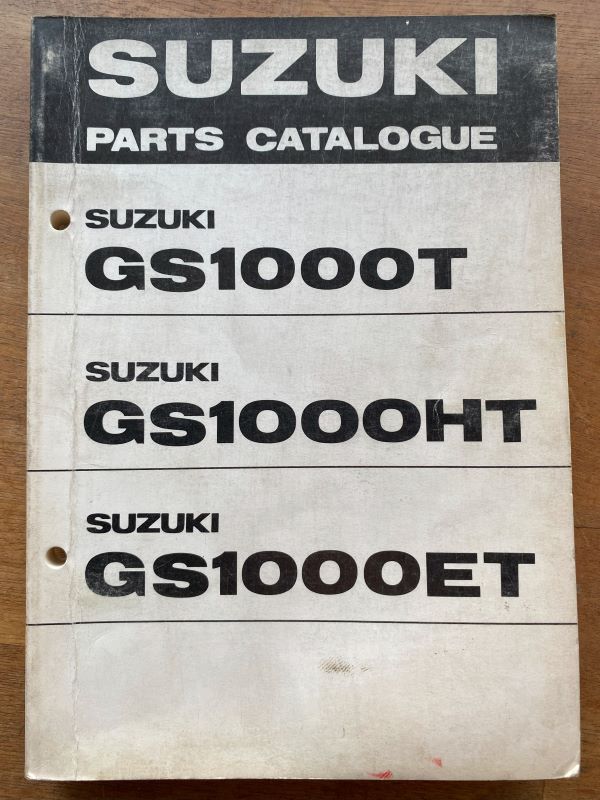 SUZUKI
PARTS CATALOGUE
SUZUKI
GS1000T
SUZUKI
GS1000HT
SUZUKI
GS1000ET